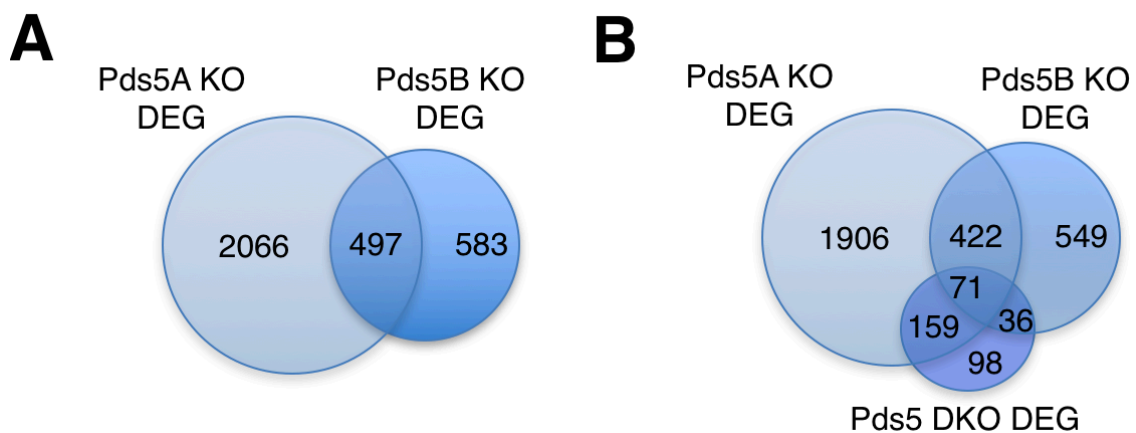 A
Pds5A KO
DEG
Pds5B KO
DEG
2066
497
583
B
Pds5A KO
DEG
Pds5B KO
DEG
1906
422
549
71
159
36
98
Pds5 DKO DEG